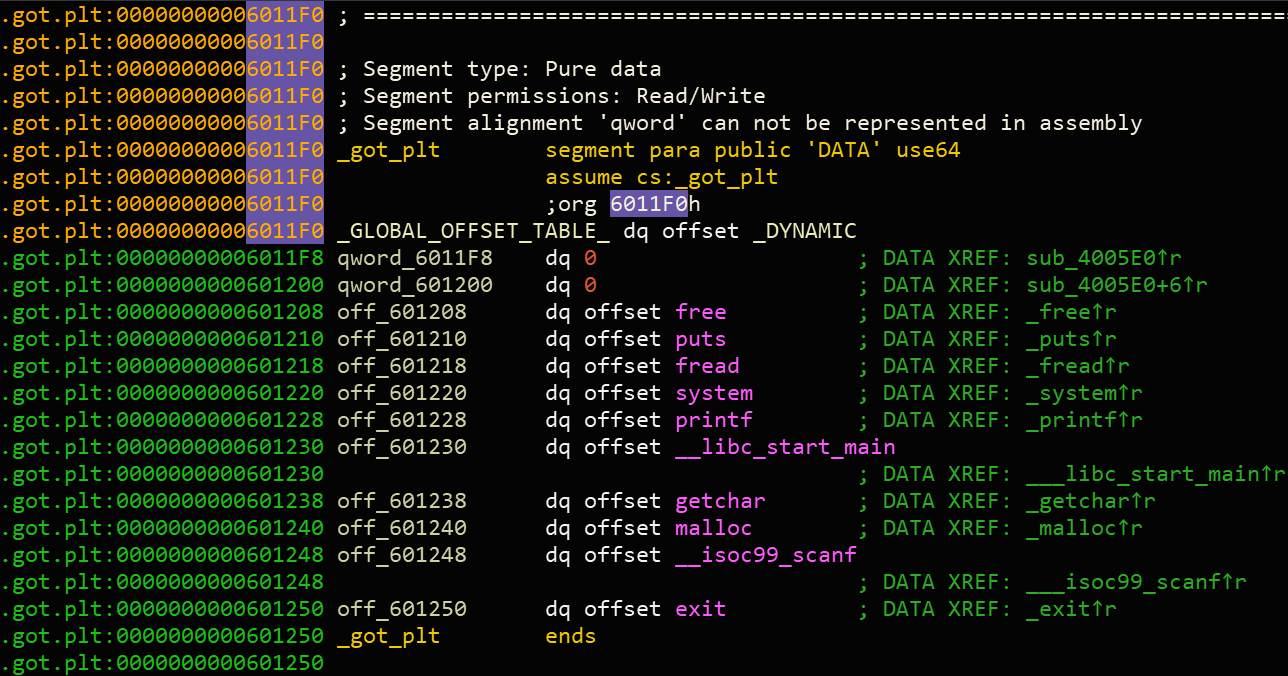 .got.plt:00000000006011F0 ; =======================================================================
.got.plt:00000000006011F0
.got.plt:00000000006011F0 ; Segment type: Pure data
.got.plt:00000000006011F0 ; Segment permissions: Read/Write
.got.plt:00000000006011F0 ; Segment alignment 'qword' can not be represented in assembly
.got.plt:00000000006011F0 _got_plt        segment para public 'DATA' use64
.got.plt:00000000006011F0                 assume cs:_got_plt
.got.plt:00000000006011F0                 ;org 6011F0h
.got.plt:00000000006011F0 _GLOBAL_OFFSET_TABLE_ dq offset _DYNAMIC
.got.plt:00000000006011F8 qword_6011F8    dq 0                    ; DATA XREF: sub_4005E0↑r
.got.plt:0000000000601200 qword_601200    dq 0                    ; DATA XREF: sub_4005E0+6↑r
.got.plt:0000000000601208 off_601208      dq offset free          ; DATA XREF: _free↑r
.got.plt:0000000000601210 off_601210      dq offset puts          ; DATA XREF: _puts↑r
.got.plt:0000000000601218 off_601218      dq offset fread         ; DATA XREF: _fread↑r
.got.plt:0000000000601220 off_601220      dq offset system        ; DATA XREF: _system↑r
.got.plt:0000000000601228 off_601228      dq offset printf        ; DATA XREF: _printf↑r
.got.plt:0000000000601230 off_601230      dq offset __libc_start_main
.got.plt:0000000000601230                                         ; DATA XREF: ___libc_start_main↑r
.got.plt:0000000000601238 off_601238      dq offset getchar       ; DATA XREF: _getchar↑r
.got.plt:0000000000601240 off_601240      dq offset malloc        ; DATA XREF: _malloc↑r
.got.plt:0000000000601248 off_601248      dq offset __isoc99_scanf
.got.plt:0000000000601248                                         ; DATA XREF: ___isoc99_scanf↑r
.got.plt:0000000000601250 off_601250      dq offset exit          ; DATA XREF: _exit↑r
.got.plt:0000000000601250 _got_plt        ends
.got.plt:0000000000601250